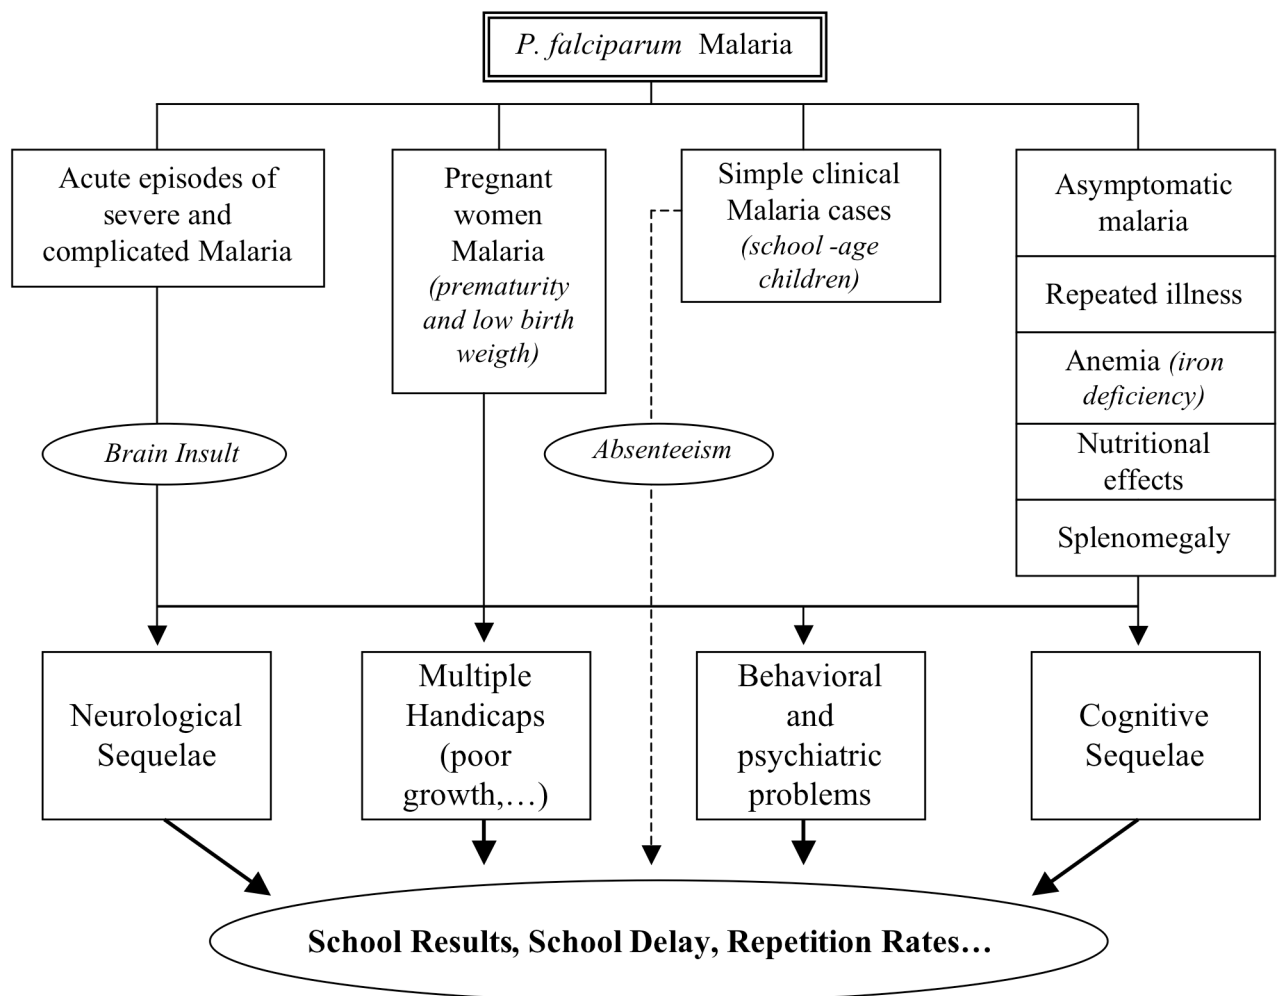 P. falciparum Malaria
Acute episodes of
severe and
complicated Malaria
Pregnant
women
Malaria
(prematurity
and low birth
weigth)
Simple clinical
Malaria cases
(school -age
children)
Asymptomatic
malaria
Repeated illness
Anemia (iron
deficiency)
Nutritional
effects
Splenomegaly
Brain Insult
Absenteeism
Neurological
Sequelae
Multiple
Handicaps
(poor
growth,…)
Behavioral
and
psychiatric
problems
Cognitive
Sequelae
School Results, School Delay, Repetition Rates…